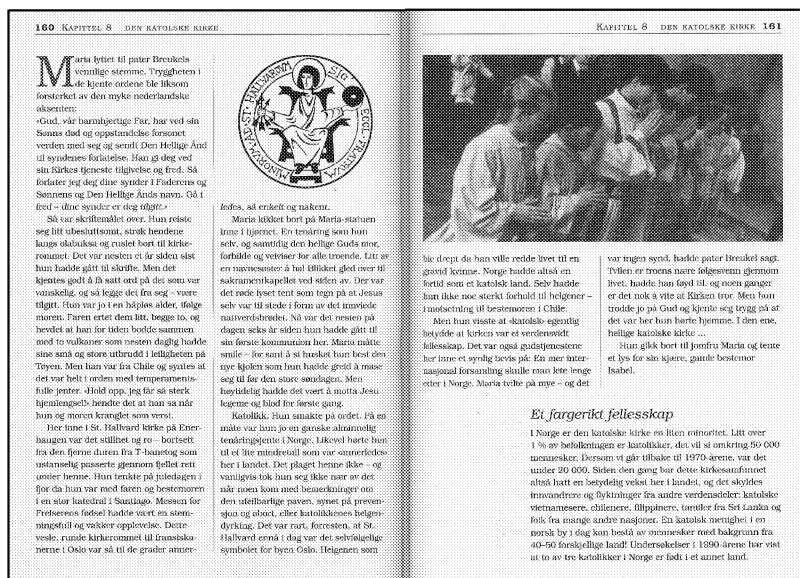 160 KAPITTEL 8 DEN KATOLSKE KIRKE
Maria lyttet til pater Breukels
vennlige stemme. Tryggheten i
de kjente ordene ble liksom
forsterket av den myke nederlandske
aksenten:
«Gud, vår barmhjertige Far, har ved sin
Sønns død og oppstandelse forsonet
verden med seg og sendt Den Hellige Ånd
til syndenes forlatelse. Han gi deg ved
sin Kirkes tjeneste tilgivelse og fred. Så
forlater jeg deg dine synder i Faderens og
Sønnens og Den Hellige Ånds navn. Gå i
fred – dine synder er deg tilgitt.»
Så var skriftemålet over. Hun reiste
seg litt ubesluttsomt, strøk hendene
langs olabuksa og ruslet bort til kirke-
rommet. Det var nesten et år siden sist
hun hadde gått til skrifte. Men det
kjentes godt å få satt ord på det som var
vanskelig, og så legge det fra seg – være
tilgitt. Hun var jo i en håpløs alder, ifølge
moren. Faren ertet dem litt, begge to, og
hevdet at han for tiden bodde sammen
med to vulkaner som nesten daglig hadde
sine små og store utbrudd i leiligheten på
Tøyen. Men han var fra Chile og syntes at
det var helt i orden med temperaments-
fulle jenter. «Hold opp, jeg får så sterk
hjemlengsel!» hendte det at han sa når
hun og moren kranglet som verst.
Her inne i St. Hallvard kirke på Ener-
haugen var det stillhet og ro – bortsett
fra den fjerne duren fra T-banetog som
ustanselig passerte gjennom fjellet rett
under henne. Hun tenkte på juledagen i
fjor da hun var med faren og bestemoren
i en stor katedral i Santiago. Messen for
Frelserens fødsel hadde vært en stem-
ningsfull og vakker opplevelse. Dette
vesle, runde kirkerommet til fransiska-
nerne i Oslo var så til de grader anner-
SIG. ECCL. FRATRUM MINORUM AD ST. HALLVARDUM
ledes, så enkelt og nakent.
Maria kikket bort på Maria-statuen
inne i hjørnet. En tenåring som hun
selv, og samtidig den hellige Guds mor,
forbilde og veiviser for alle troende. Litt av
en navnesøster å ha! Blikket gled over til
sakramentkapellet ved siden av. Der var
det røde lyset tent som tegn på at Jesus
selv var til stede i form av det innviede
nattverdsbrødet. Nå var det nesten på
dagen seks år siden hun hadde gått til
sin første kommunion her. Maria måtte
smile – for sant å si husket hun best den
nye kjolen som hun hadde greid å mase
seg til før den store søndagen. Men
høytidelig hadde det vært å motta Jesu
legeme og blod for første gang.
Katolikk. Hun smakte på ordet. På en
måte var hun jo en ganske alminnelig
tenåringsjente i Norge. Likevel hørte hun
til et lite mindretall som var «annerledes»
her i landet. Det plaget henne ikke – og
vanligvis tok hun seg ikke nær av det
når noen kom med bemerkninger om
den ufeilbarlige paven, synet på preven-
sjon og abort, eller katolikkenes helgen-
dyrking. Det var rart, forresten, at St.
Hallvard ennå i dag var det selvfølgelige
symbolet for byen Oslo. Helgenen som
KAPITTEL 8 DEN KATOLSKE KIRKE 161
ble drept da han ville redde livet til en
gravid kvinne. Norge hadde altså en
fortid som et katolsk land. Selv hadde
hun ikke noe sterkt forhold til helgener –
i motsetning til bestemoren i Chile.
Men hun visste at «katolsk» egentlig
betydde at kirken var et verdensvidt
fellesskap. Det var også gudstjenestene
her inne et synlig bevis på: En mer inter-
nasjonal forsamling skulle man lete lenge
etter i Norge. Maria tvilte på mye – og det
var ingen synd, hadde pater Breukel sagt.
Tvilen er troens nære følgesvenn gjennom
livet, hadde han føyd til, og noen ganger
er det nok å vite at Kirken tror. Men hun
trodde jo på Gud og kjente seg trygg på at
det var her hun hørte hjemme. I den ene,
hellige katolske kirke ...
Hun gikk bort til jomfru Maria og tente
et lys for sin kjære, gamle bestemor
Isabel.
Et fargerikt fellesskap
I Norge er den katolske kirke en liten minoritet. Litt over
1 % av befolkningen er katolikker, det vil si omkring 50 000
mennesker. Dersom vi går tilbake til 1970-årene, var det
under 20 000. Siden den gang har dette kirkesamfunnet
altså hatt en betydelig vekst her i landet, og det skyldes
innvandrere og flyktninger fra andre verdensdeler: katolske
vietnamesere, chilenere, filippinere, tamiler fra Sri Lanka og
folk fra mange andre nasjoner. En katolsk menighet i en
norsk by i dag kan bestå av mennesker med bakgrunn fra
40–50 forskjellige land! Undersøkelser i 1990-årene har vist
at to av tre katolikker i Norge er født i et annet land.